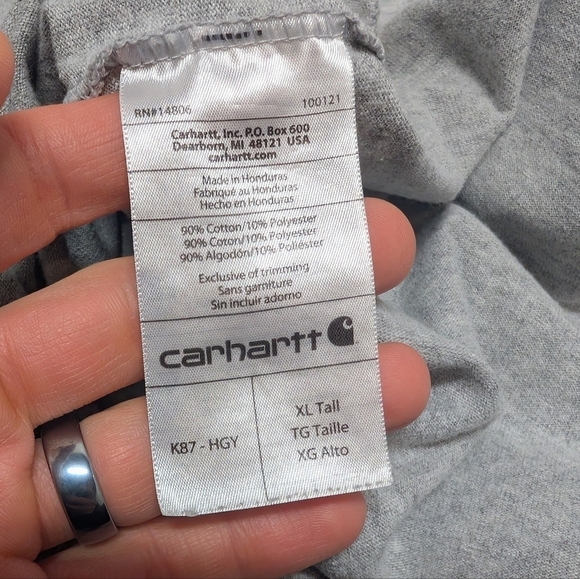 RN#14806 100121
Carhartt, Inc. P.O. Box 600
Dearborn, MI 48121 USA
carhartt.com
Made in Honduras
Fabriqué au Honduras
Hecho en Honduras
90% Cotton/10% Polyester
90% Coton/10% Polyester
90% Algodón/10% Poliéster
Exclusive of trimming
Sans garniture
Sin incluir adorno
carhartt
K87 - HGY
XL Tall
TG Taille
XG Alto